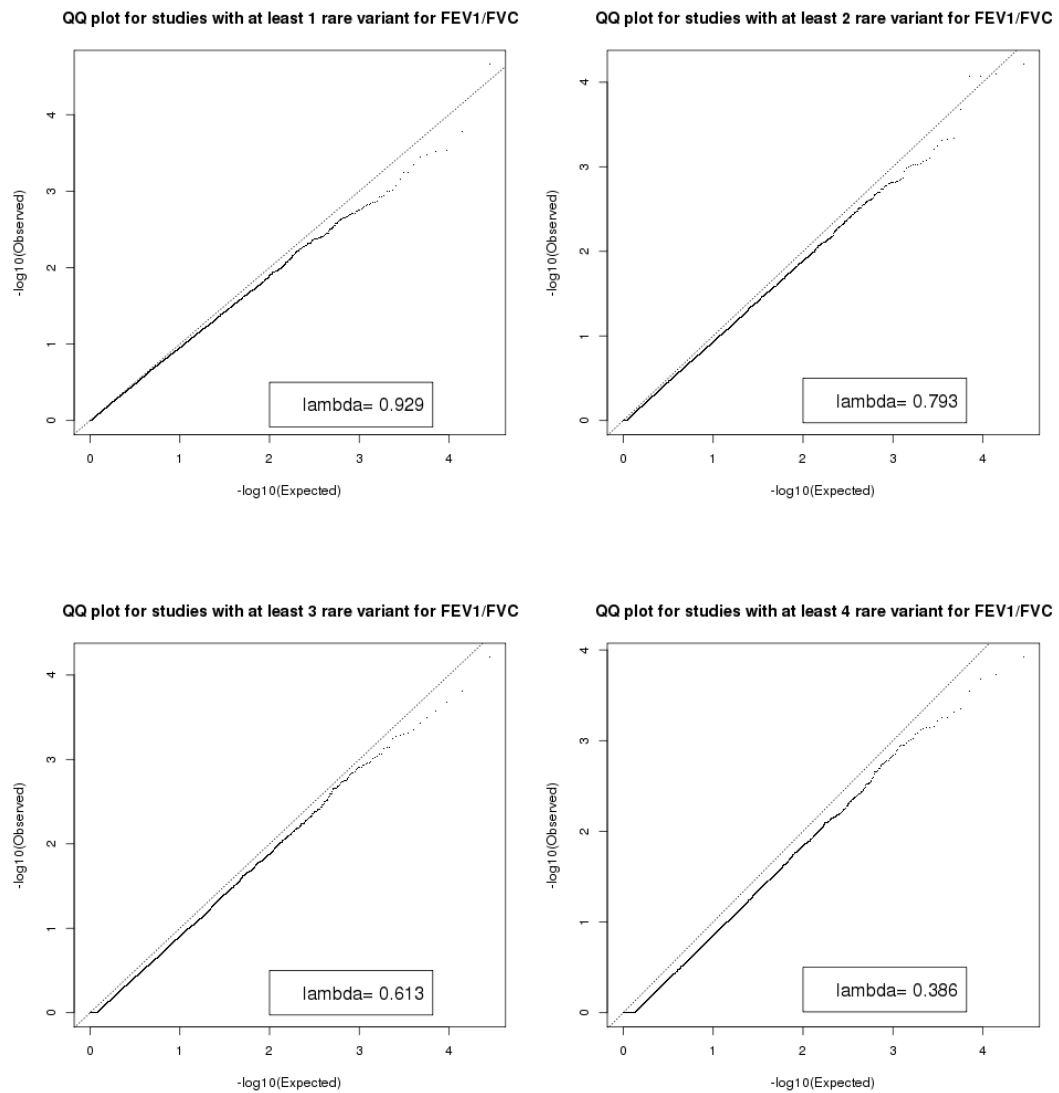 QQ plot for studies with at least 1 rare variant for FEV1/FVC
-log10(Observed)
4
3
2
1
0
lambda= 0.929
0 1 2 3 4
-log10(Expected)
QQ plot for studies with at least 2 rare variant for FEV1/FVC
-log10(Observed)
4
3
2
1
0
lambda= 0.793
0 1 2 3 4
-log10(Expected)
QQ plot for studies with at least 3 rare variant for FEV1/FVC
-log10(Observed)
4
3
2
1
0
lambda= 0.613
0 1 2 3 4
-log10(Expected)
QQ plot for studies with at least 4 rare variant for FEV1/FVC
-log10(Observed)
4
3
2
1
0
lambda= 0.386
0 1 2 3 4
-log10(Expected)